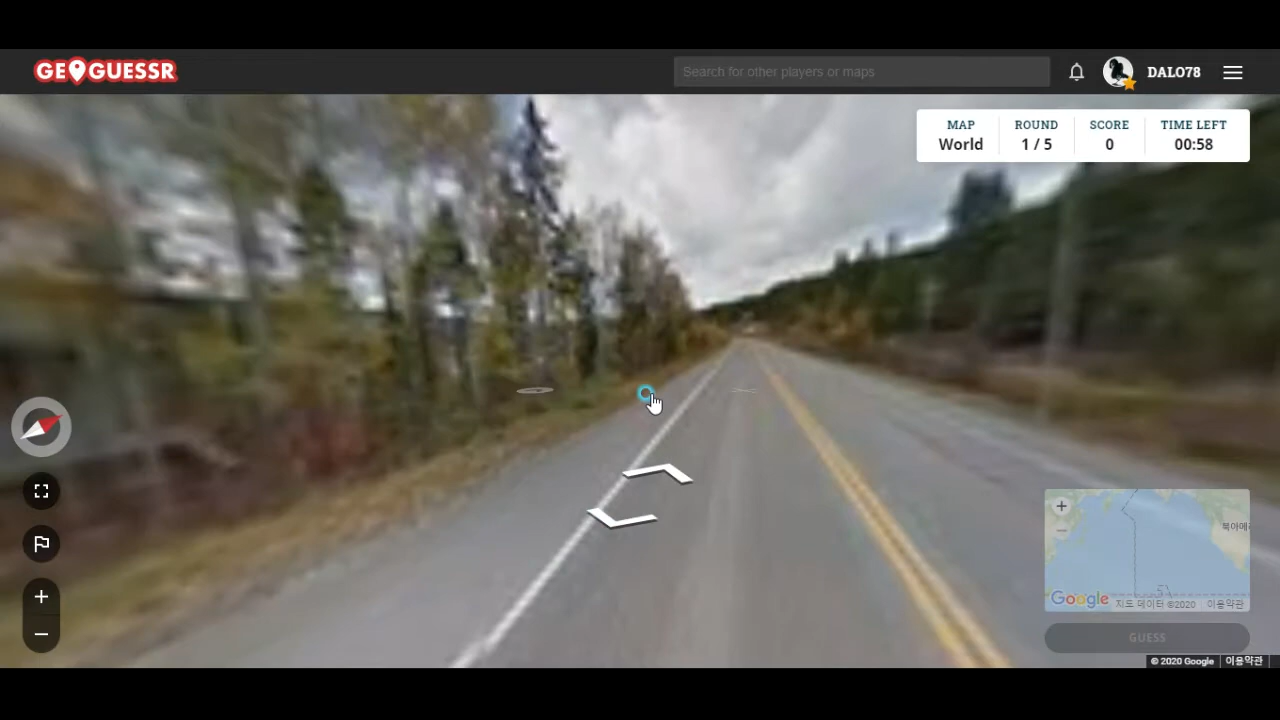 GEOGUESSR
Search for other players or maps
DALO78
MAP ROUND SCORE TIME LEFT
World 1 / 5 0 00:58
북아메
Google 지도 데이터 ©2020 이용약관
GUESS
© 2020 Google 이용약관